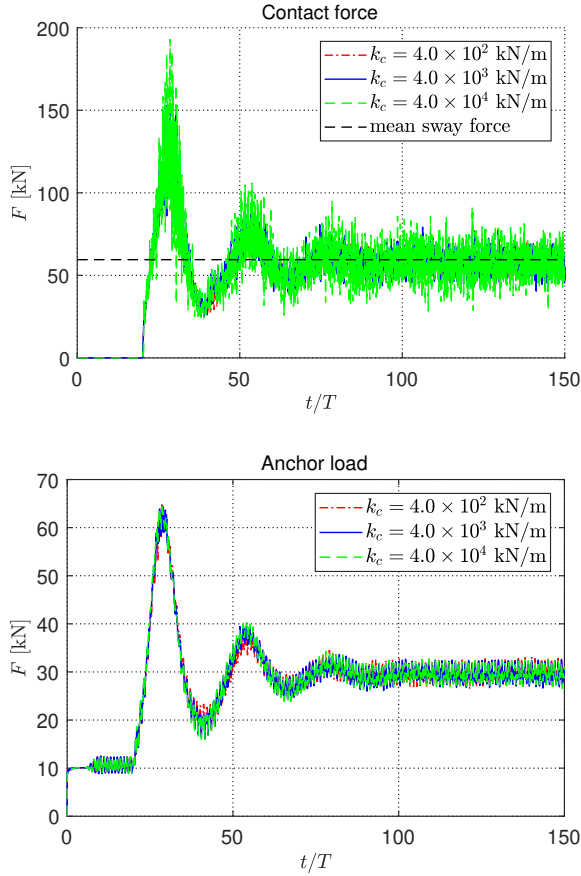 Contact force
200
150
100
50
0
F [kN]
k_c = 4.0 × 10^2 kN/m
k_c = 4.0 × 10^3 kN/m
k_c = 4.0 × 10^4 kN/m
mean sway force
0 50 100 150
t/T
Anchor load
70
60
50
40
30
20
10
0
F [kN]
k_c = 4.0 × 10^2 kN/m
k_c = 4.0 × 10^3 kN/m
k_c = 4.0 × 10^4 kN/m
0 50 100 150
t/T